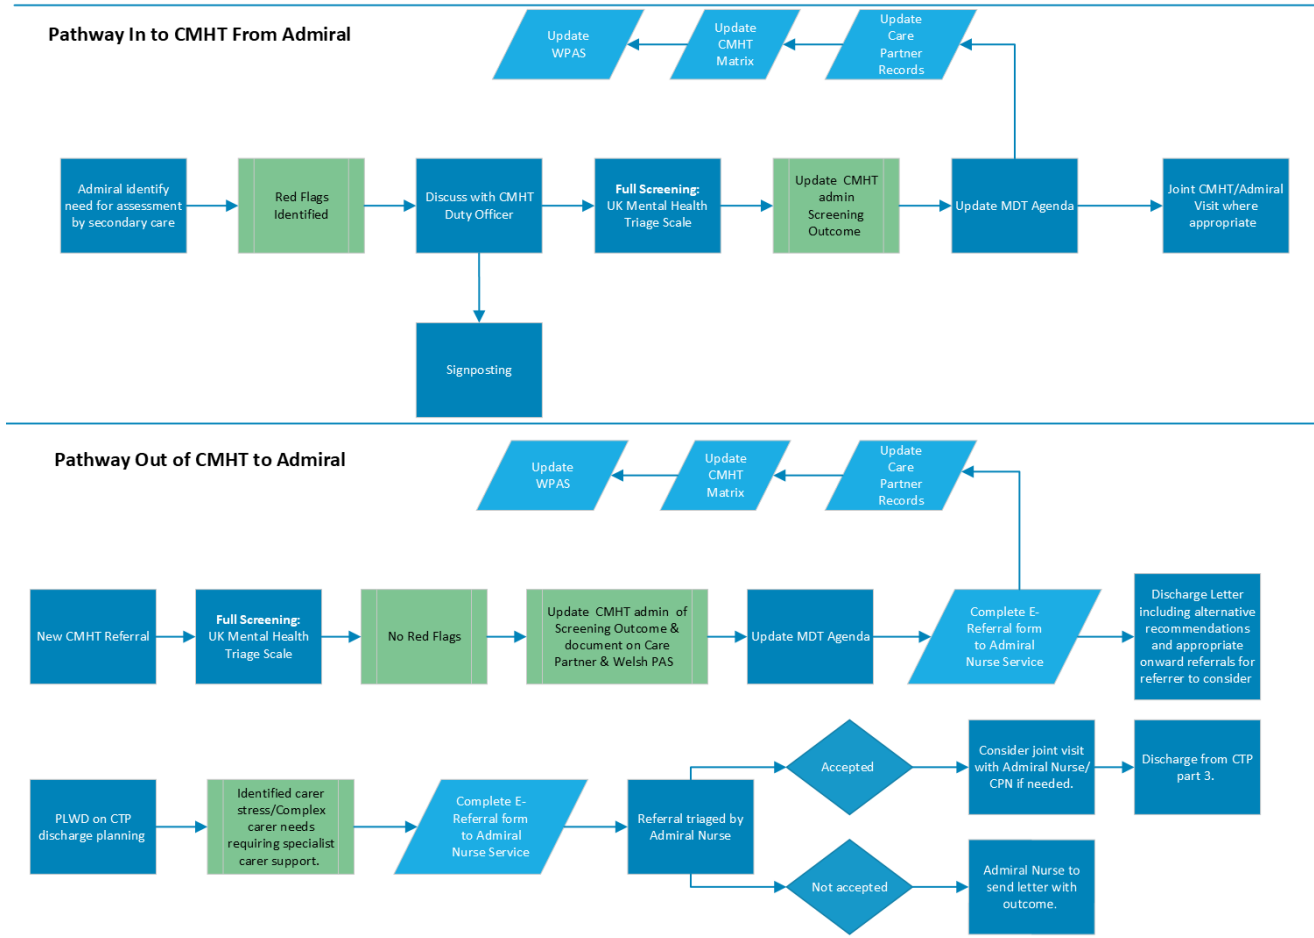 Pathway In to CMHT From Admiral
Update
WPAS
Update
CMHT
Matrix
Update
Care
Partner
Records
Admiral identify
need for assessment
by secondary care
Red Flags
Identified
Discuss with CMHT
Duty Officer
Full Screening:
UK Mental Health
Triage Scale
Update CMHT
admin
Screening
Outcome
Update MDT Agenda
Joint CMHT/Admiral
Visit where
appropriate
Signposting
Pathway Out of CMHT to Admiral
Update
WPAS
Update
CMHT
Matrix
Update
Care
Partner
Records
New CMHT Referral
Full Screening:
UK Mental Health
Triage Scale
No Red Flags
Update CMHT admin of
Screening Outcome &
document on Care
Partner & Welsh PAS
Update MDT Agenda
Complete E-
Referral form
to Admiral
Nurse Service
Discharge Letter
including alternative
recommendations
and appropriate
onward referrals for
referrer to consider
PLWD on CTP
discharge planning
Identified carer
stress/Complex
carer needs
requiring specialist
carer support.
Complete E-
Referral form
to Admiral
Nurse Service
Referral triaged by
Admiral Nurse
Accepted
Consider joint visit
with Admiral Nurse/
CPN if needed.
Discharge from CTP
part 3.
Not accepted
Admiral Nurse to
send letter with
outcome.